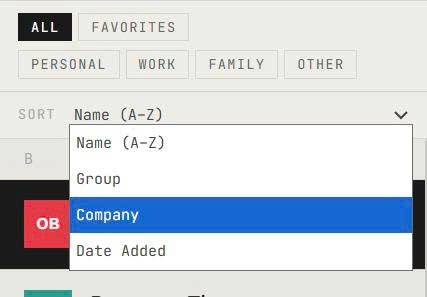 ALL FAVORITES
PERSONAL WORK FAMILY OTHER
SORT Name (A–Z)
Name (A–Z)
B
Group
OB Company
Date Added